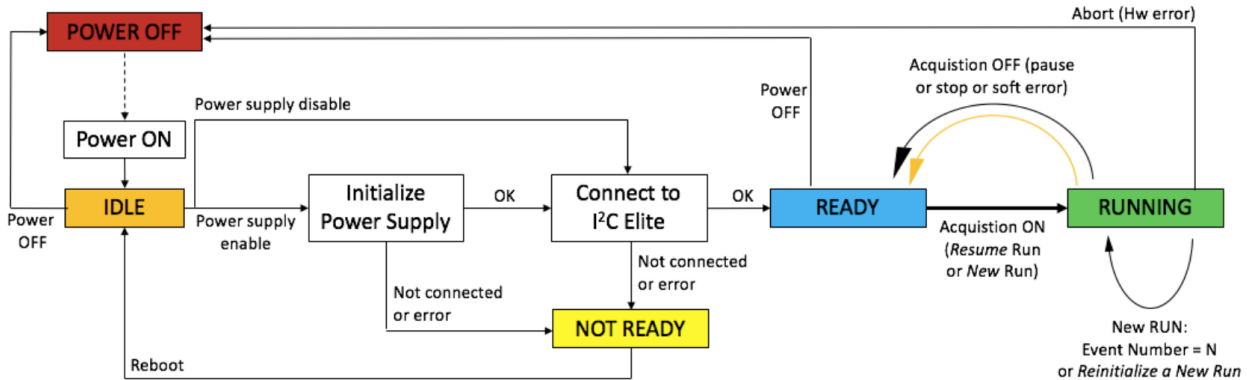 Abort (Hw error)
POWER OFF
Acquistion OFF (pause
or stop or soft error)
Power
OFF
Power supply disable
Power ON
Initialize
Power Supply
Connect to
I²C Elite
IDLE
OK
OK
READY
RUNNING
Power
OFF
Power supply
enable
Acquistion ON
(Resume Run
or New Run)
Not connected
or error
Not connected
or error
NOT READY
New RUN:
Event Number = N
or Reinitialize a New Run
Reboot